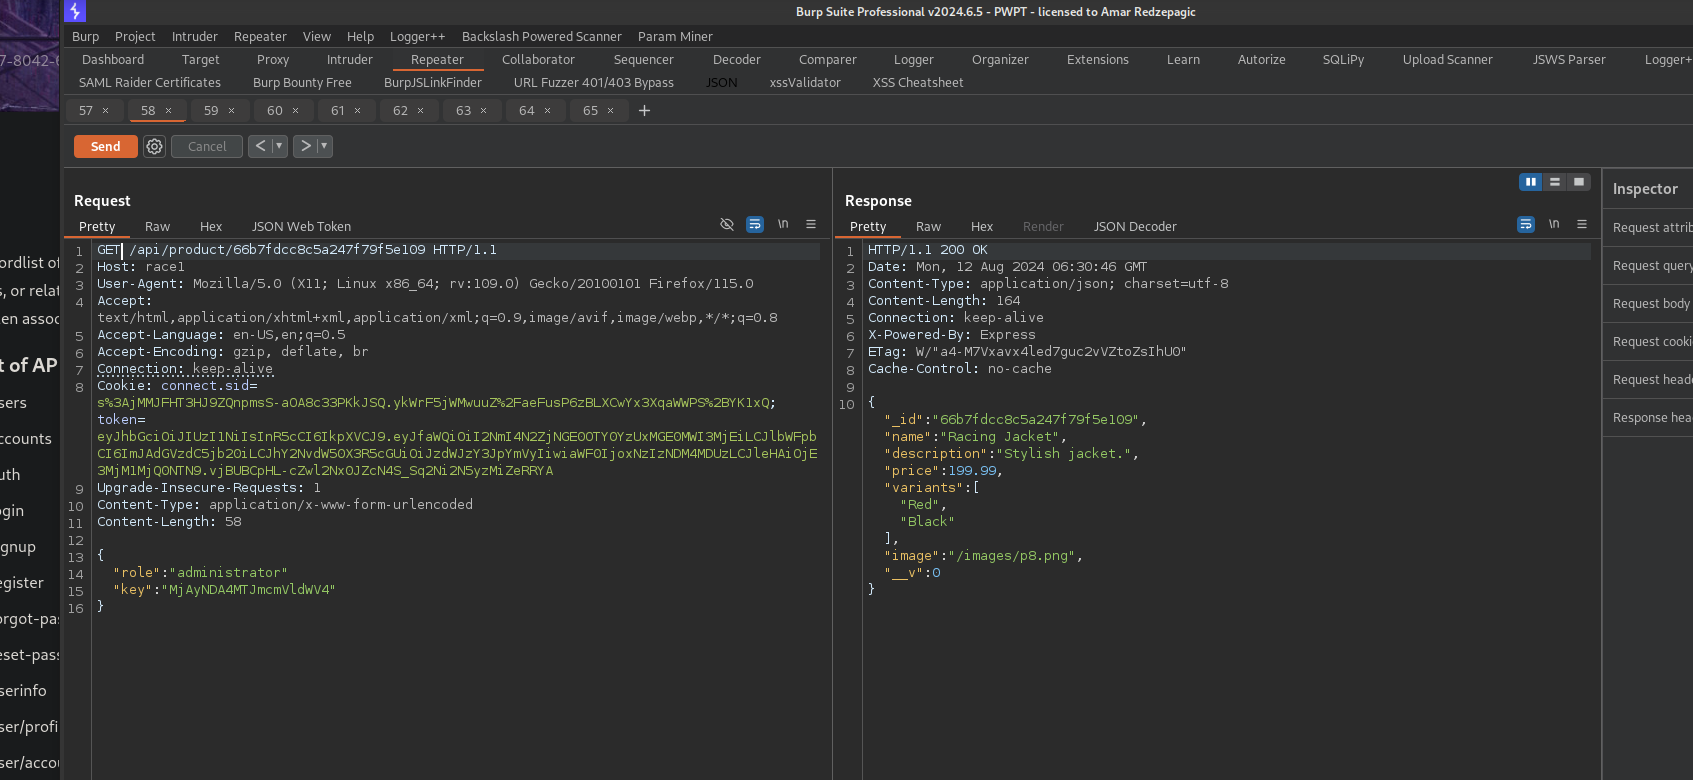 Burp Suite Professional v2024.6.5 - PWPT - licensed to Amar Redzepagic
Burp Project Intruder Repeater View Help Logger++ Backslash Powered Scanner Param Miner
Dashboard Target Proxy Intruder Repeater Collaborator Sequencer Decoder Comparer Logger Organizer Extensions Learn Autorize SQLiPy Upload Scanner JSWS Parser Logger+
SAML Raider Certificates Burp Bounty Free BurpJSLinkFinder URL Fuzzer 401/403 Bypass JSON xssValidator XSS Cheatsheet
57 × 58 × 59 × 60 × 61 × 62 × 63 × 64 × 65 × +
Send Cancel < ▾ > ▾
7-8042-6
ordlist of
s, or relat
en assoc
t of AP
sers
ccounts
uth
ogin
gnup
egister
orgot-pas
eset-pass
serinfo
ser/profi
ser/accou
Request
Pretty Raw Hex JSON Web Token \n
1 GET /api/product/66b7fdcc8c5a247f79f5e109 HTTP/1.1
2 Host: race1
3 User-Agent: Mozilla/5.0 (X11; Linux x86_64; rv:109.0) Gecko/20100101 Firefox/115.0
4 Accept:
text/html,application/xhtml+xml,application/xml;q=0.9,image/avif,image/webp,*/*;q=0.8
5 Accept-Language: en-US,en;q=0.5
6 Accept-Encoding: gzip, deflate, br
7 Connection: keep-alive
8 Cookie: connect.sid=
s%3AjMMJFHT3HJ9ZQnpmsS-aOA8c33PKkJSQ.ykWrF5jWMwuuZ%2FaeFusP6zBLXCwYx3XqaWWPS%2BYK1xQ;
token=
eyJhbGciOiJIUzI1NiIsInR5cCI6IkpXVCJ9.eyJfaWQiOiI2NmI4N2ZjNGE0OTY0YzUxMGE0MWI3MjEiLCJlbWFpb
CI6ImJAdGVzdC5jb20iLCJhY2NvdW50X3R5cGUiOiJzdWJzY3JpYmVyIiwiaWF0IjoxNzIzNDM4MDUzLCJleHAiOjE
3MjM1MjQ0NTN9.vjBUBCpHL-cZwl2NxOJZcN4S_Sq2Ni2N5yzMiZeRRYA
9 Upgrade-Insecure-Requests: 1
10 Content-Type: application/x-www-form-urlencoded
11 Content-Length: 58
12
13 {
14 "role":"administrator"
15 "key":"MjAyNDA4MTJmcmVldWV4"
16 }
Response
Pretty Raw Hex Render JSON Decoder \n
1 HTTP/1.1 200 OK
2 Date: Mon, 12 Aug 2024 06:30:46 GMT
3 Content-Type: application/json; charset=utf-8
4 Content-Length: 164
5 Connection: keep-alive
6 X-Powered-By: Express
7 ETag: W/"a4-M7Vxavx4led7guc2vVZtoZsIhU0"
8 Cache-Control: no-cache
9
10 {
"_id":"66b7fdcc8c5a247f79f5e109",
"name":"Racing Jacket",
"description":"Stylish jacket.",
"price":199.99,
"variants":[
"Red",
"Black"
],
"image":"/images/p8.png",
"__v":0
}
Inspector
Request attrib
Request query
Request body
Request cooki
Request heade
Response hea